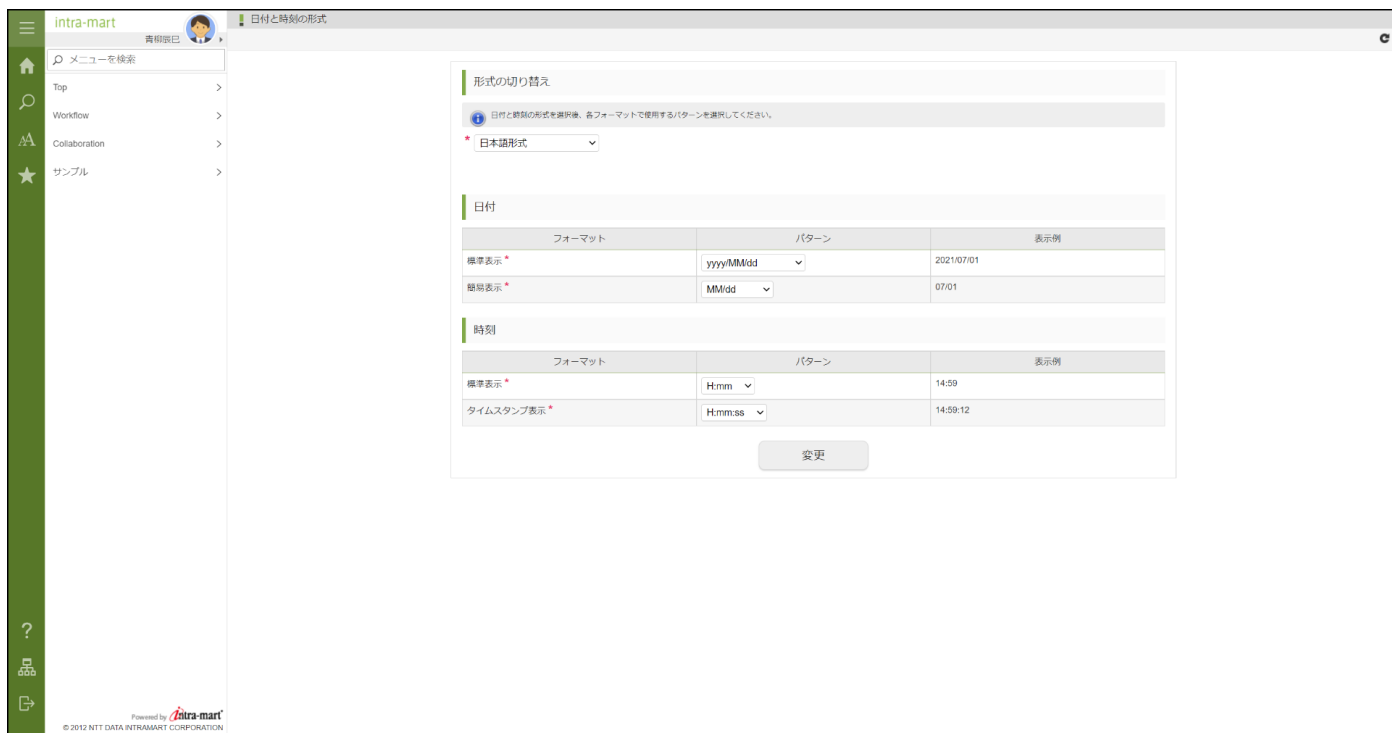 intra-mart
青柳辰巳
メニューを検索
Top
Workflow
Collaboration
サンプル
Powered by intra-mart
© 2012 NTT DATA INTRAMART CORPORATION
日付と時刻の形式
形式の切り替え
日付と時刻の形式を選択後、各フォーマットで使用するパターンを選択してください。
* 日本語形式
日付
フォーマット パターン 表示例
標準表示 * yyyy/MM/dd 2021/07/01
簡易表示 * MM/dd 07/01
時刻
フォーマット パターン 表示例
標準表示 * H:mm 14:59
タイムスタンプ表示 * H:mm:ss 14:59:12
変更